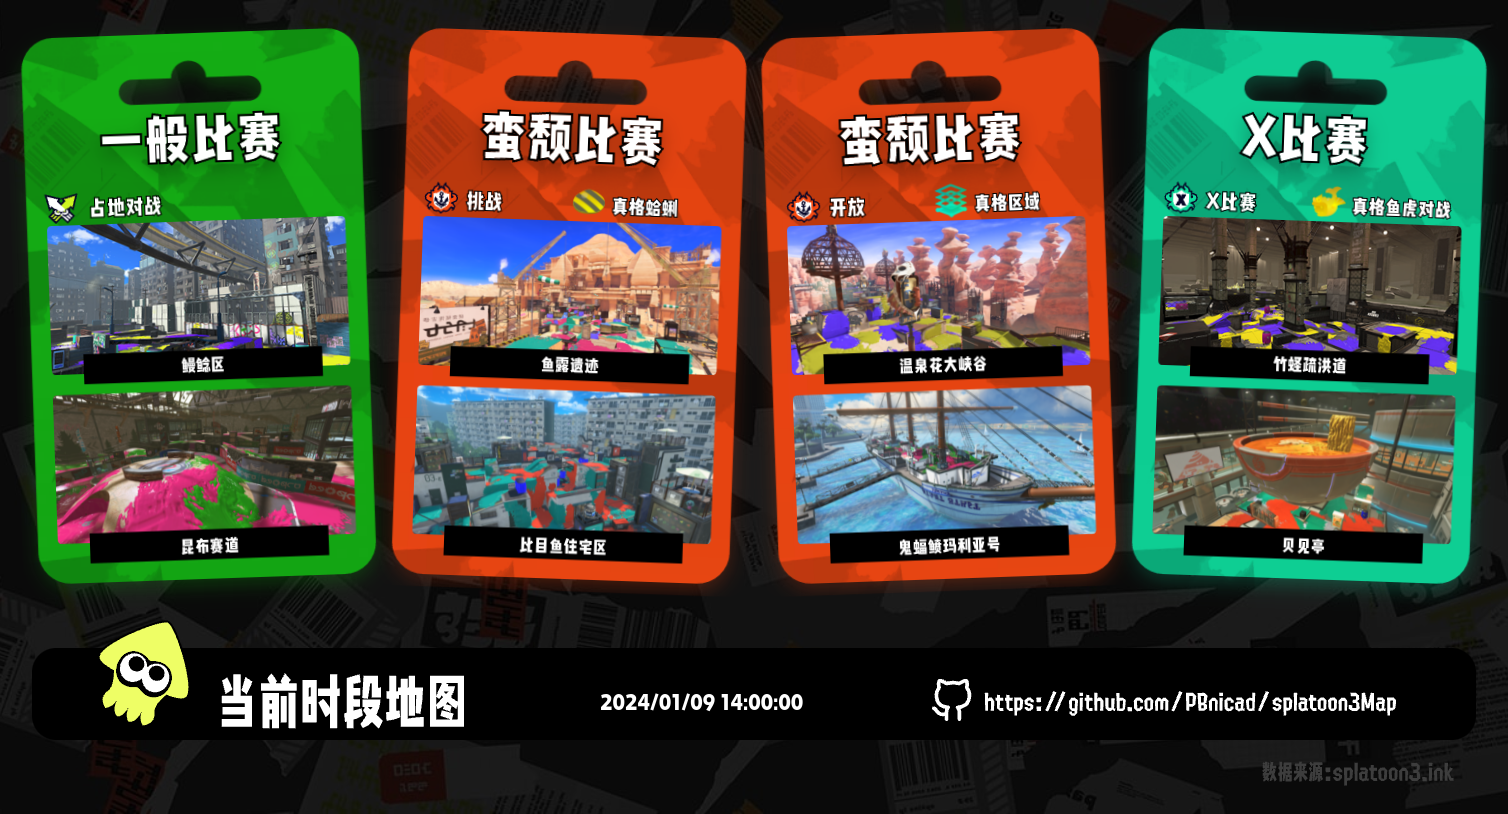 一般比赛
占地对战
鳗鲶区
昆布赛道
蛮颓比赛
挑战
真格蛤蜊
鱼露遗迹
比目鱼住宅区
蛮颓比赛
开放
真格区域
温泉花大峡谷
鬼蝠鲼玛利亚号
X比赛
X比赛
真格鱼虎对战
竹蛏疏洪道
贝见亭
当前时段地图
2024/01/09 14:00:00
https://github.com/PBnicad/splatoon3Map
数据来源:splatoon3.ink